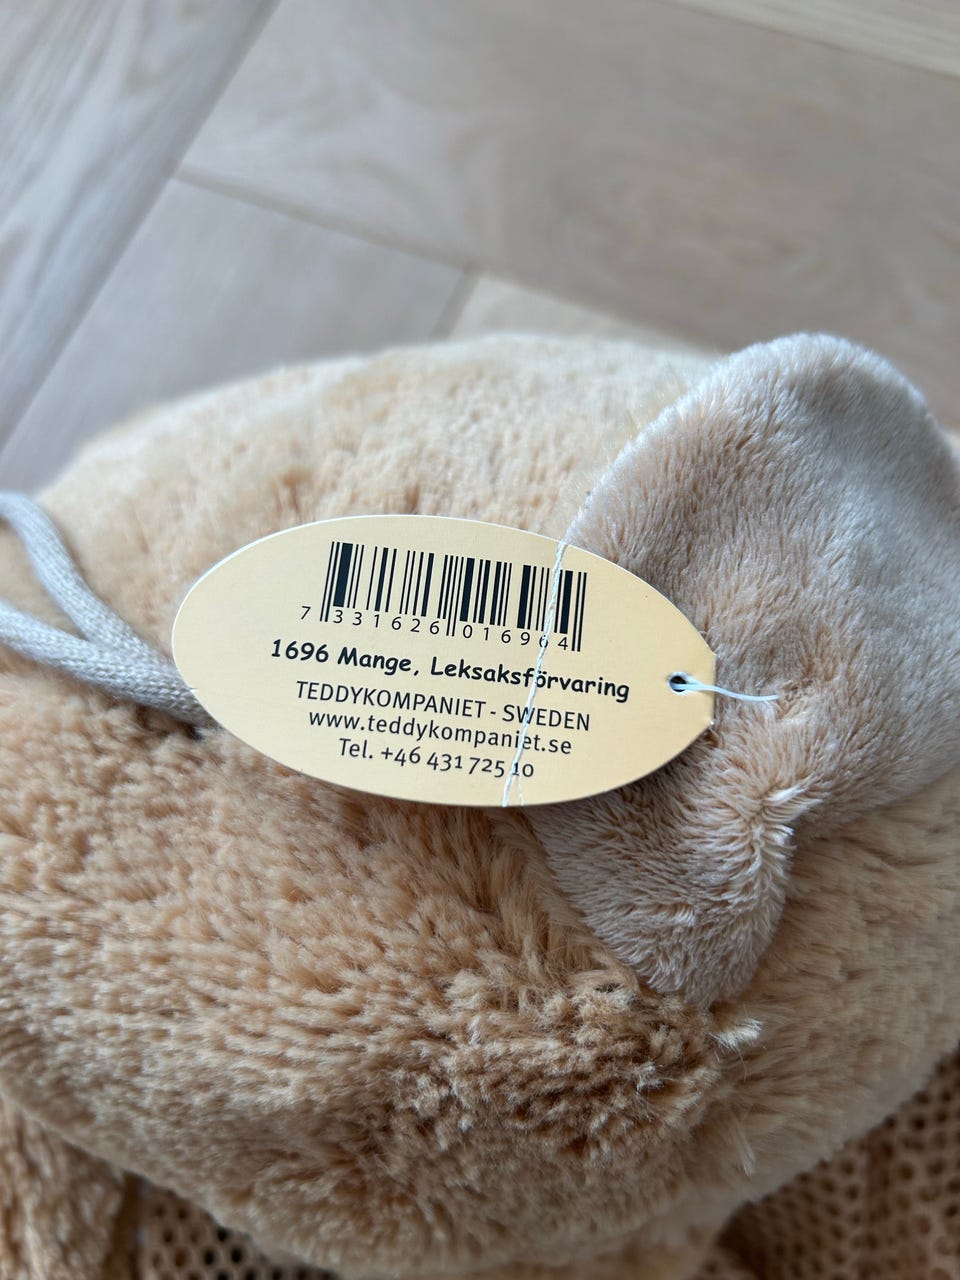 7 331626 016964
1696 Mange, Leksaksförvaring
TEDDYKOMPANIET - SWEDEN
www.teddykompaniet.se
Tel. +46 431 725 10